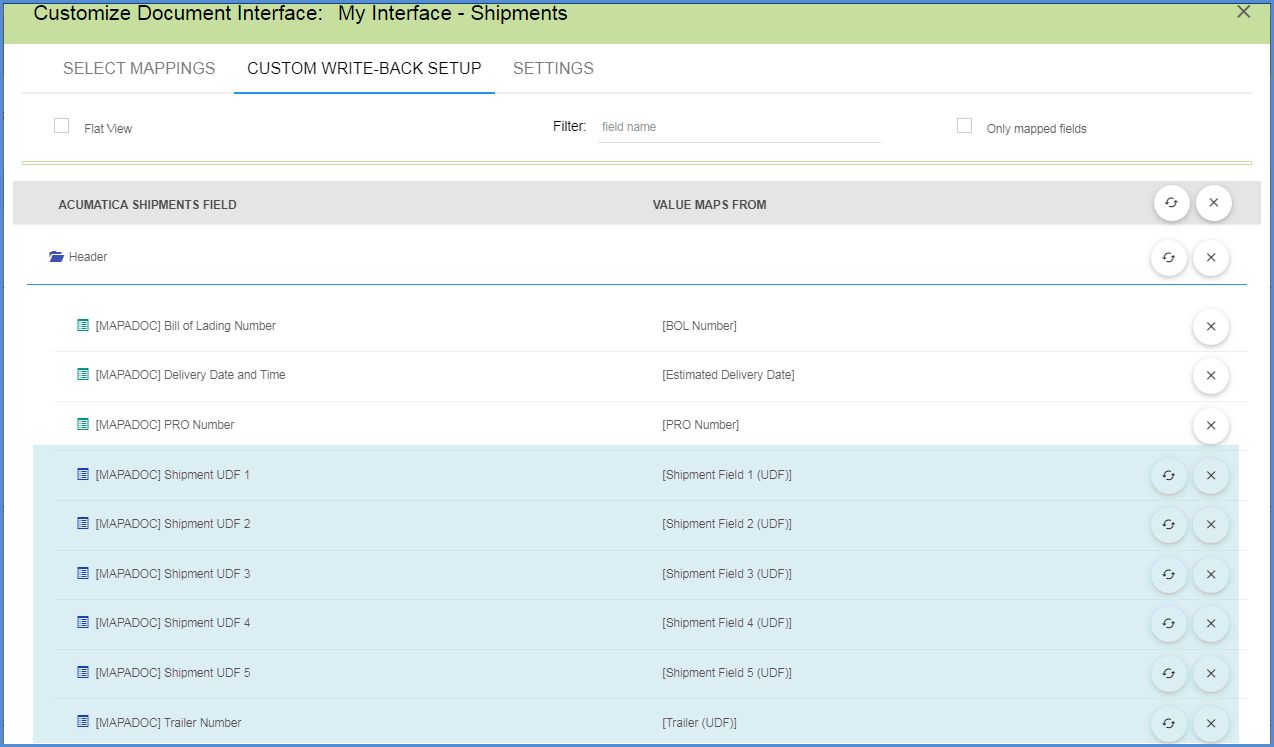 Customize Document Interface: My Interface - Shipments
SELECT MAPPINGS CUSTOM WRITE-BACK SETUP SETTINGS
Flat View Filter: field name Only mapped fields
ACUMATICA SHIPMENTS FIELD VALUE MAPS FROM
Header
[MAPADOC] Bill of Lading Number [BOL Number]
[MAPADOC] Delivery Date and Time [Estimated Delivery Date]
[MAPADOC] PRO Number [PRO Number]
[MAPADOC] Shipment UDF 1 [Shipment Field 1 (UDF)]
[MAPADOC] Shipment UDF 2 [Shipment Field 2 (UDF)]
[MAPADOC] Shipment UDF 3 [Shipment Field 3 (UDF)]
[MAPADOC] Shipment UDF 4 [Shipment Field 4 (UDF)]
[MAPADOC] Shipment UDF 5 [Shipment Field 5 (UDF)]
[MAPADOC] Trailer Number [Trailer (UDF)]